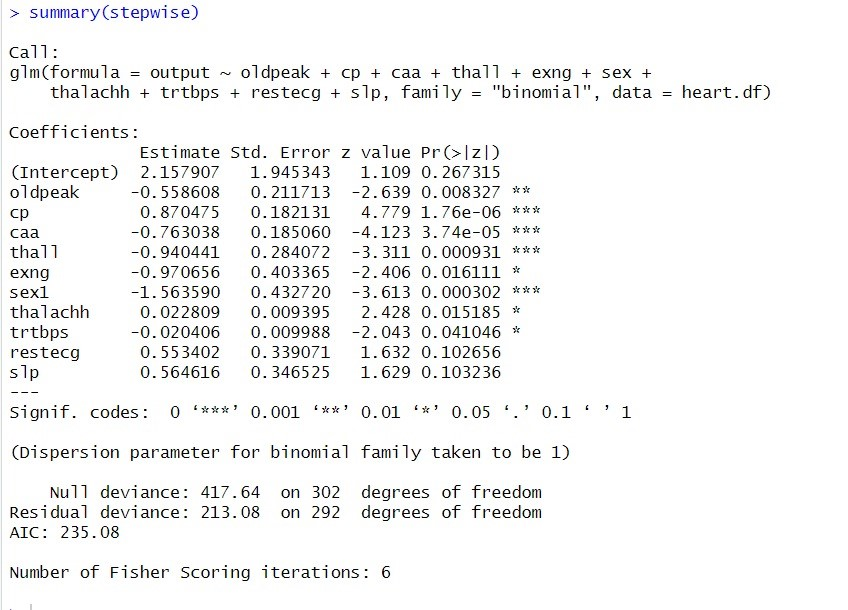 > summary(stepwise)
Call:
glm(formula = output ~ oldpeak + cp + caa + thall + exng + sex +
    thalachh + trtbps + restecg + slp, family = "binomial", data = heart.df)
Coefficients:
             Estimate Std. Error z value Pr(>|z|)
(Intercept)  2.157907   1.945343   1.109 0.267315
oldpeak     -0.558608   0.211713  -2.639 0.008327 **
cp           0.870475   0.182131   4.779 1.76e-06 ***
caa         -0.763038   0.185060  -4.123 3.74e-05 ***
thall       -0.940441   0.284072  -3.311 0.000931 ***
exng        -0.970656   0.403365  -2.406 0.016111 *
sex1        -1.563590   0.432720  -3.613 0.000302 ***
thalachh     0.022809   0.009395   2.428 0.015185 *
trtbps      -0.020406   0.009988  -2.043 0.041046 *
restecg      0.553402   0.339071   1.632 0.102656
slp          0.564616   0.346525   1.629 0.103236
---
Signif. codes:  0 ‘***’ 0.001 ‘**’ 0.01 ‘*’ 0.05 ‘.’ 0.1 ‘ ’ 1
(Dispersion parameter for binomial family taken to be 1)
    Null deviance: 417.64  on 302  degrees of freedom
Residual deviance: 213.08  on 292  degrees of freedom
AIC: 235.08
Number of Fisher Scoring iterations: 6